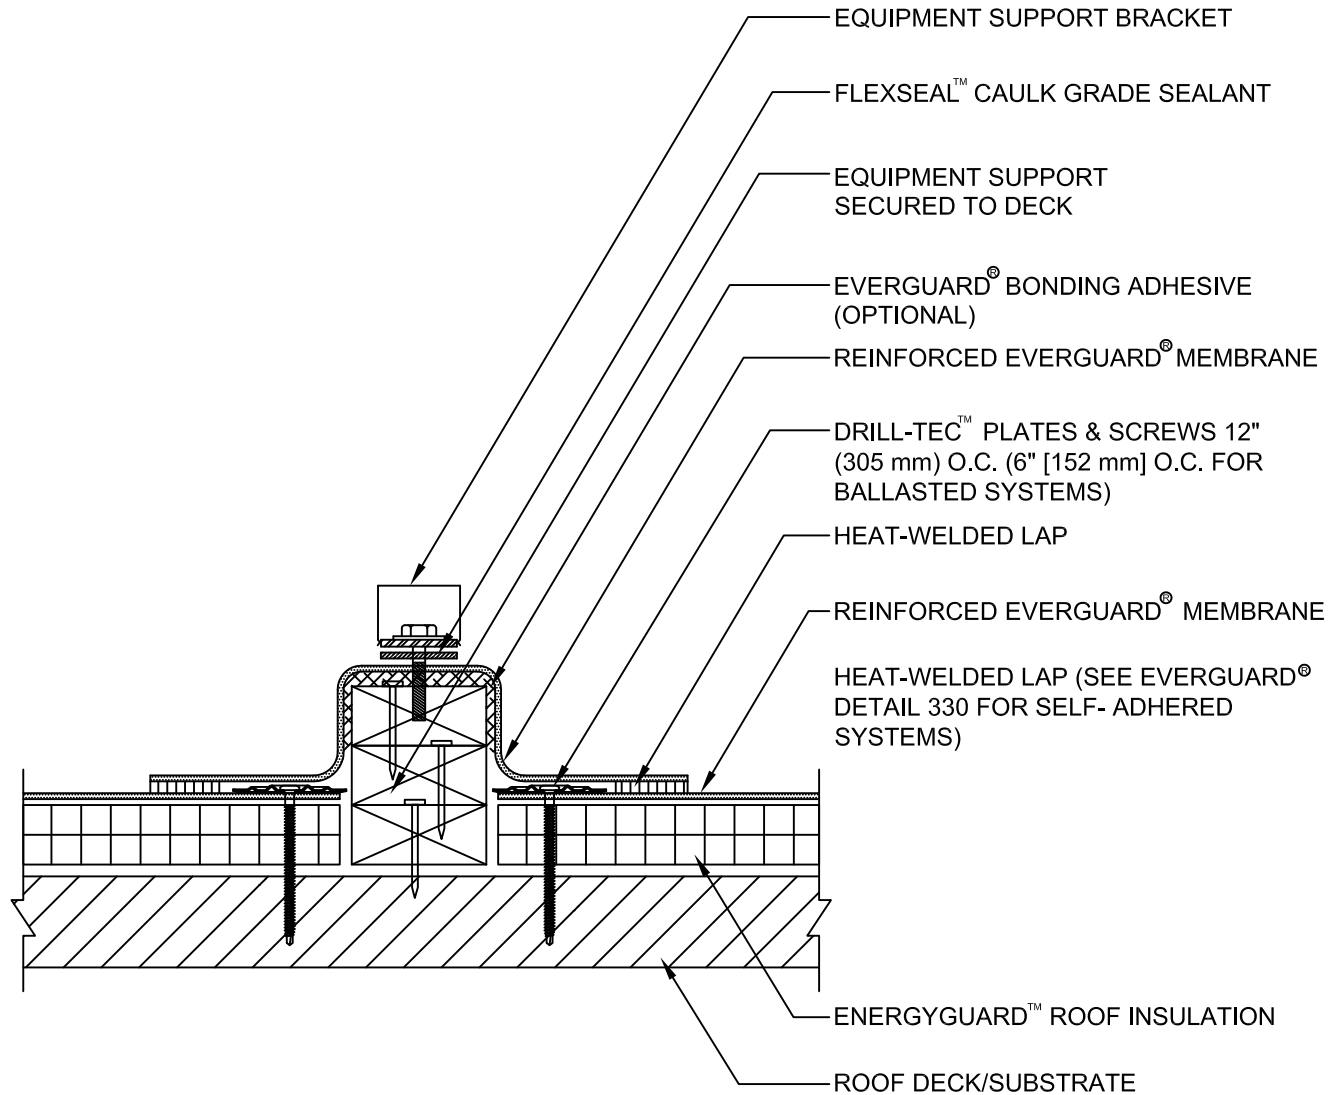 EQUIPMENT SUPPORT BRACKET
FLEXSEAL™ CAULK GRADE SEALANT
EQUIPMENT SUPPORT
SECURED TO DECK
EVERGUARD® BONDING ADHESIVE
(OPTIONAL)
REINFORCED EVERGUARD® MEMBRANE
DRILL-TEC™ PLATES & SCREWS 12"
(305 mm) O.C. (6" [152 mm] O.C. FOR
BALLASTED SYSTEMS)
HEAT-WELDED LAP
REINFORCED EVERGUARD® MEMBRANE
HEAT-WELDED LAP (SEE EVERGUARD®
DETAIL 330 FOR SELF- ADHERED
SYSTEMS)
ENERGYGUARD™ ROOF INSULATION
ROOF DECK/SUBSTRATE